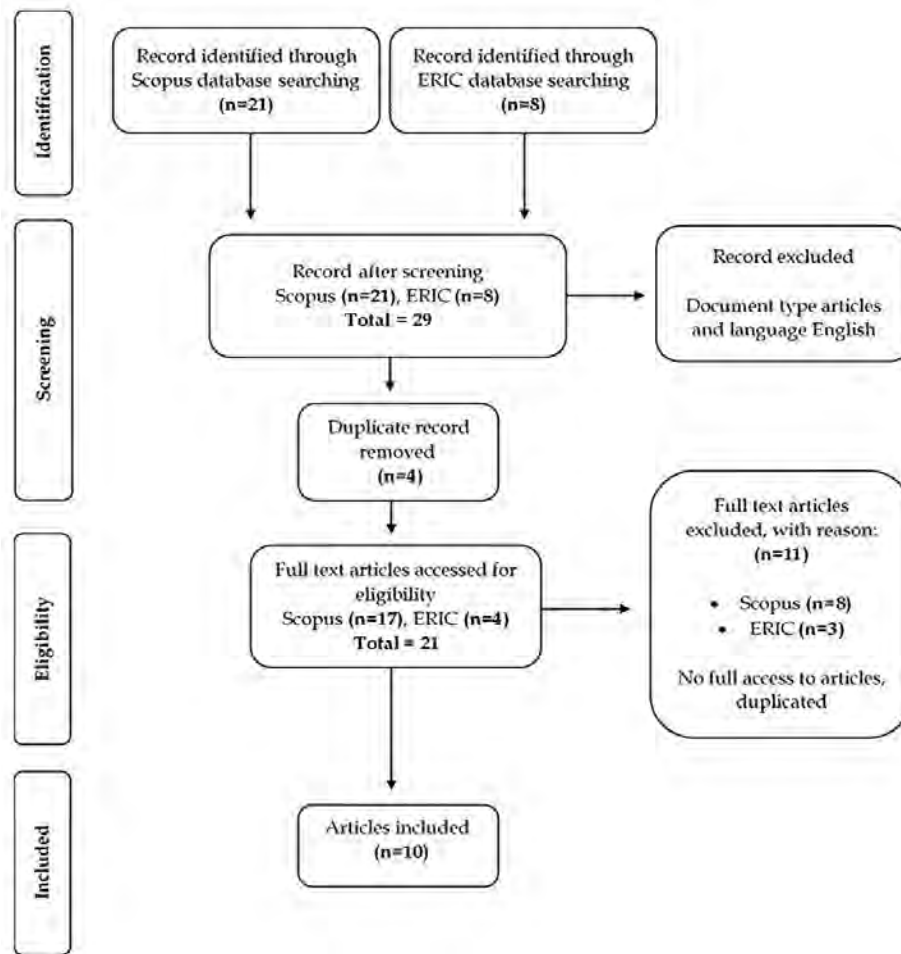 Identification
Record identified through
Scopus database searching
(n=21)
Record identified through
ERIC database searching
(n=8)
Screening
Record after screening
Scopus (n=21), ERIC (n=8)
Total = 29
Record excluded
Document type articles
and language English
Duplicate record
removed
(n=4)
Eligibility
Full text articles accessed for
eligibility
Scopus (n=17), ERIC (n=4)
Total = 21
Full text articles
excluded, with reason:
(n=11)
• Scopus (n=8)
• ERIC (n=3)
No full access to articles,
duplicated
Included
Articles included
(n=10)